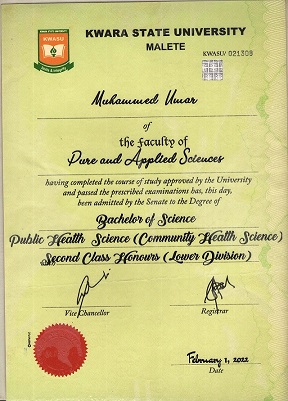 KWARA STATE UNIVERSITY
MALETE
KWASU/ 021308
KWASU
Muhammed Umar
of
the Faculty of
Pure and Applied Sciences
having completed the course of study approved by the University
and passed the prescribed examinations has, this day,
been admitted by the Senate to the Degree of
Bachelor of Science
Public Health Science (Community Health Science)
Second Class Honours (Lower Division)
Vice Chancellor
Registrar
February 1, 2022
Date